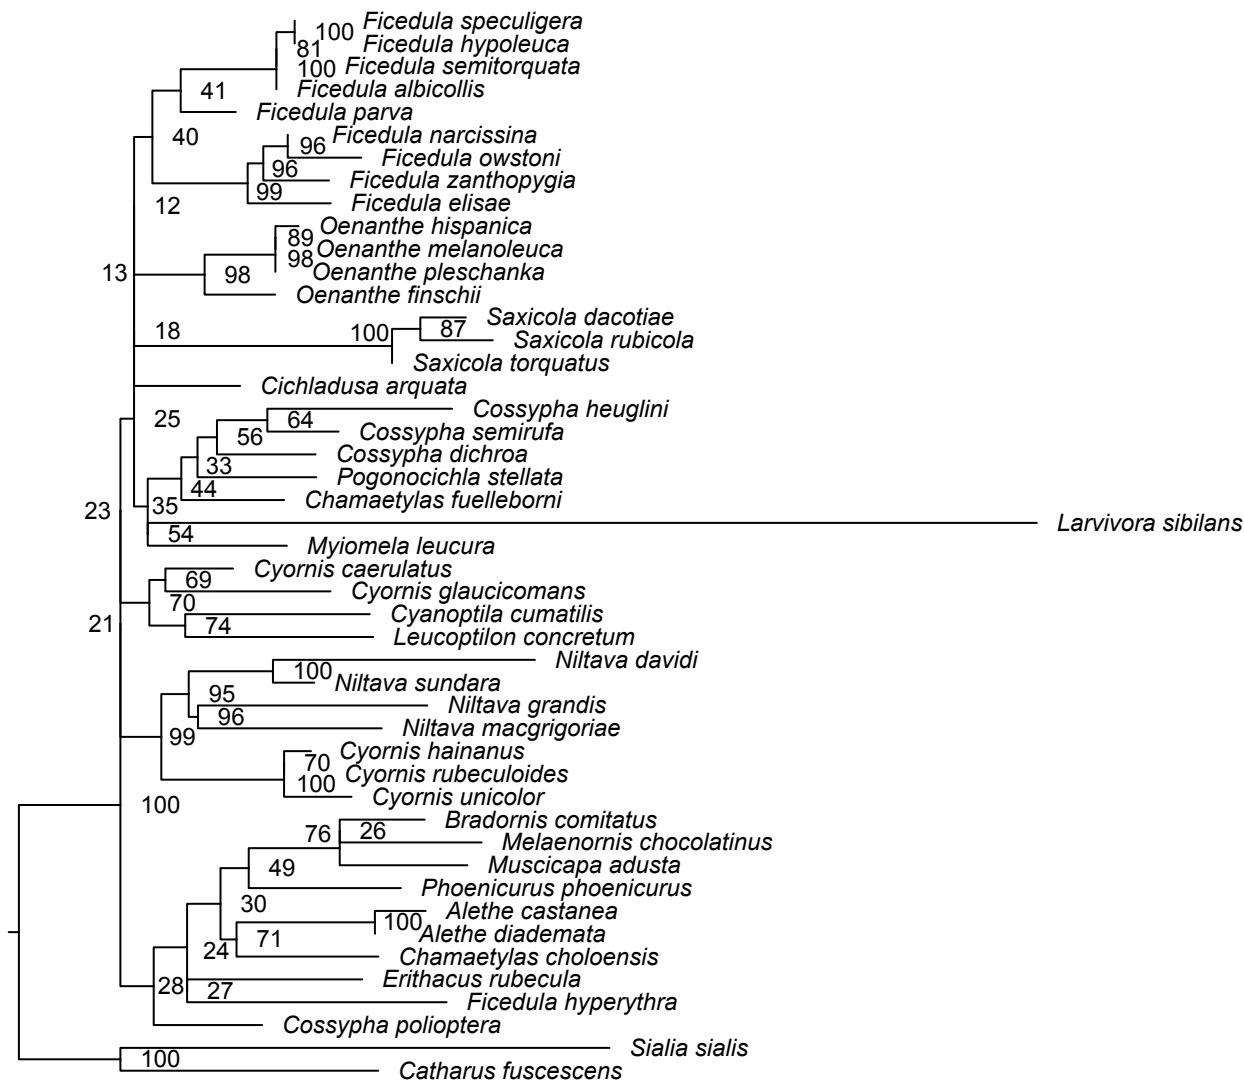 Ficedula speculigera
100
Ficedula hypoleuca
81
Ficedula semitorquata
100
Ficedula albicollis
41
Ficedula parva
40
Ficedula narcissina
96
Ficedula owstoni
96
Ficedula zanthopygia
99
Ficedula elisae
12
Oenanthe hispanica
89
Oenanthe melanoleuca
98
Oenanthe pleschanka
13
98
Oenanthe finschii
18
100
Saxicola dacotiae
87
Saxicola rubicola
Saxicola torquatus
Cichladusa arquata
25
Cossypha heuglini
64
Cossypha semirufa
56
Cossypha dichroa
33
Pogonocichla stellata
44
Chamaetylas fuelleborni
35
23
Larvivora sibilans
54
Myiomela leucura
Cyornis caerulatus
69
Cyornis glaucicomans
70
Cyanoptila cumatilis
21
74
Leucoptilon concretum
Niltava davidi
100
Niltava sundara
95
Niltava grandis
96
Niltava macgrigoriae
99
Cyornis hainanus
70
Cyornis rubeculoides
100
Cyornis unicolor
100
Bradornis comitatus
76
26
Melaenornis chocolatinus
Muscicapa adusta
49
Phoenicurus phoenicurus
30
Alethe castanea
100
Alethe diademata
71
24
Chamaetylas choloensis
Erithacus rubecula
28
27
Ficedula hyperythra
Cossypha polioptera
Sialia sialis
100
Catharus fuscescens